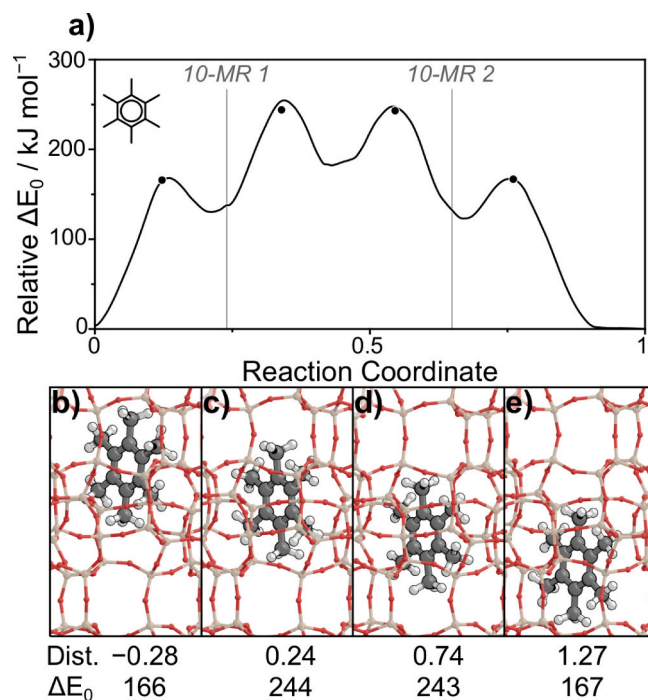 a)
300
10-MR 1
10-MR 2
200
100
0
Relative ΔE₀ / kJ mol⁻¹
0
0.5
1
Reaction Coordinate
b)
c)
d)
e)
Dist. −0.28 0.24 0.74 1.27
ΔE₀ 166 244 243 167